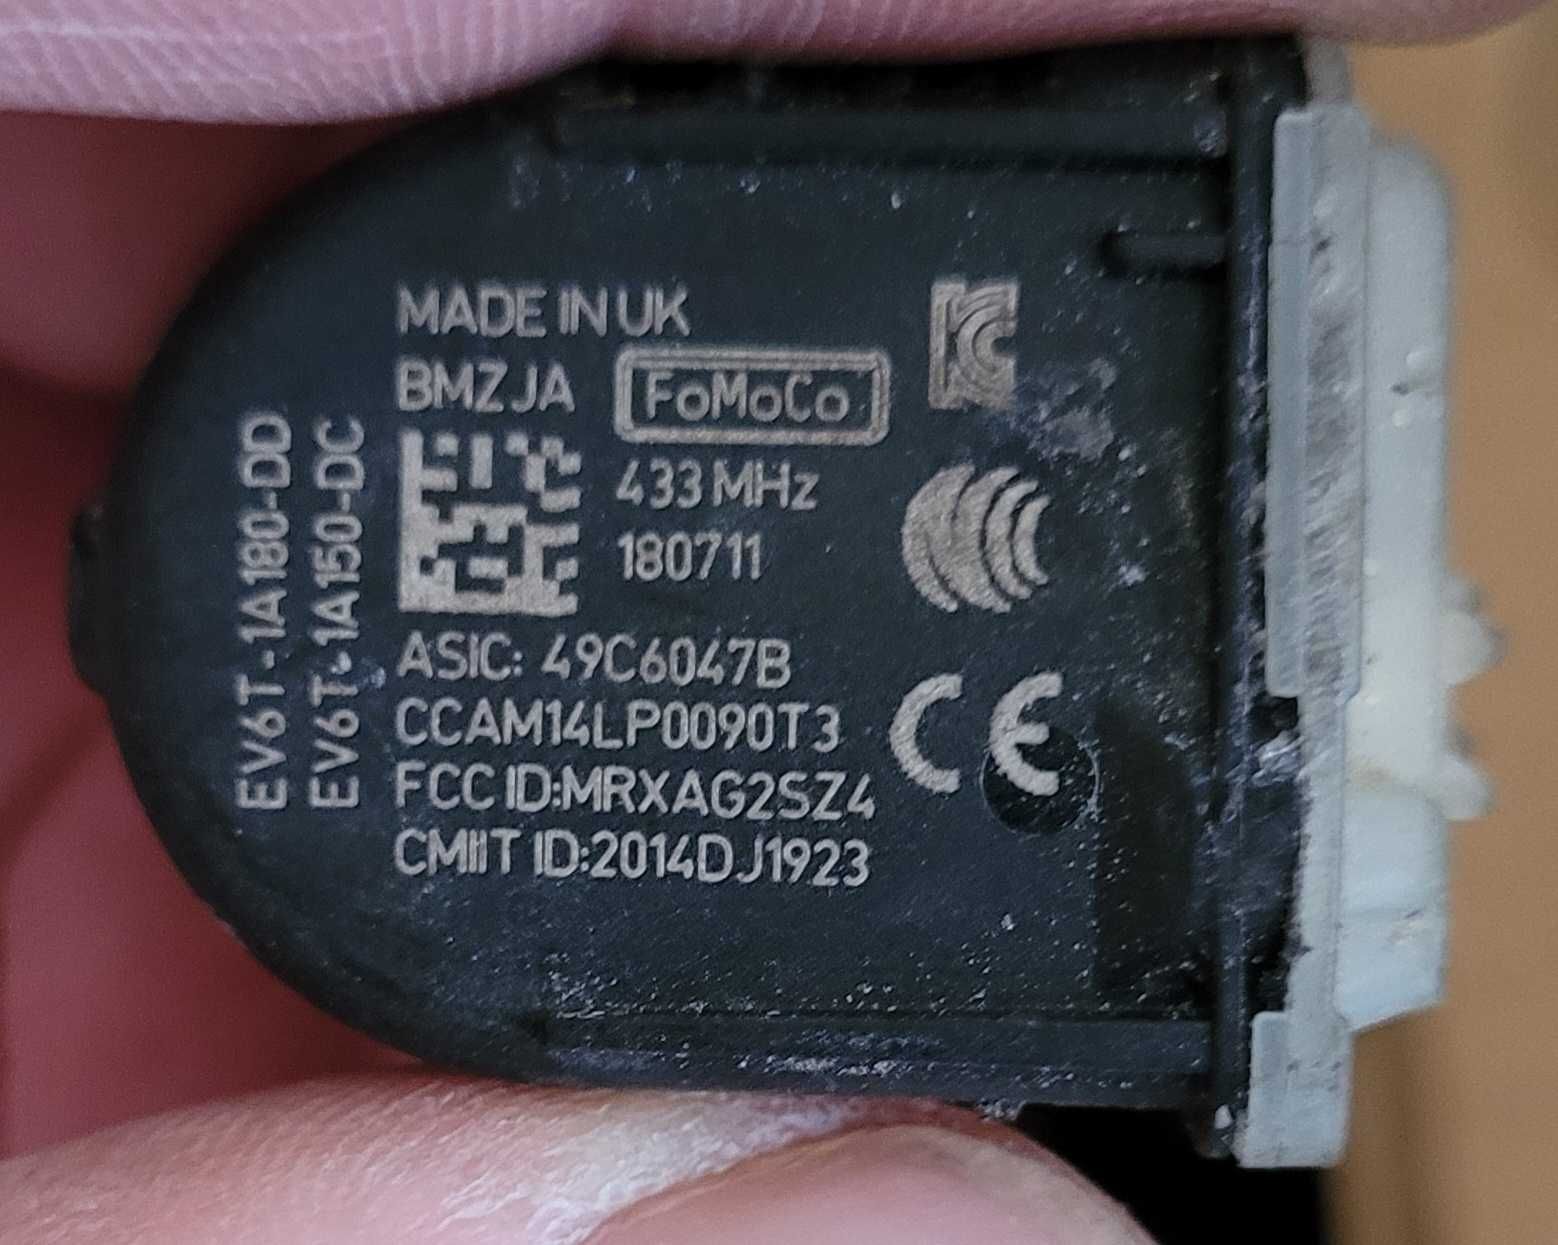 MADE IN UK
BMZJA
FoMoCo
433 MHz
180711
ASIC: 49C6047B
CCAM14LP0090T3
FCC ID:MRXAG2SZ4
CMIIT ID:2014DJ1923
EV6T-1A180-DD
EV6T-1A150-DC
CE